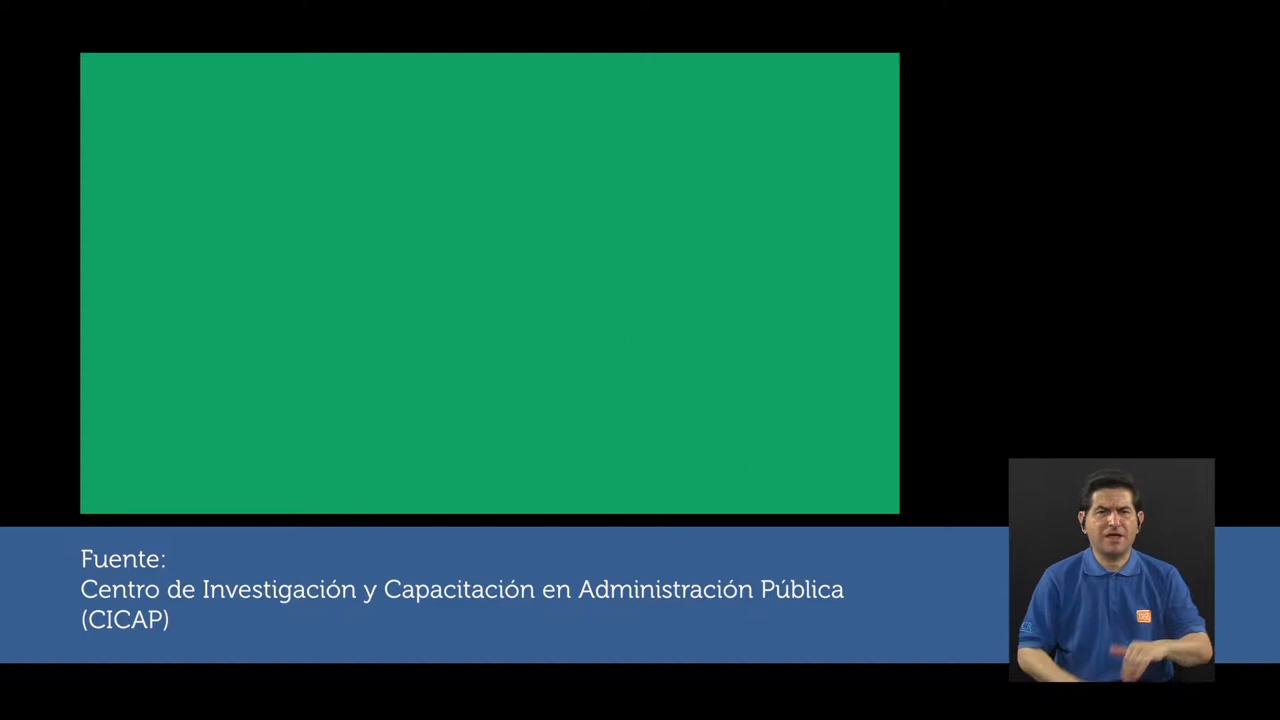 Fuente:
Centro de Investigación y Capacitación en Administración Pública
(CICAP)